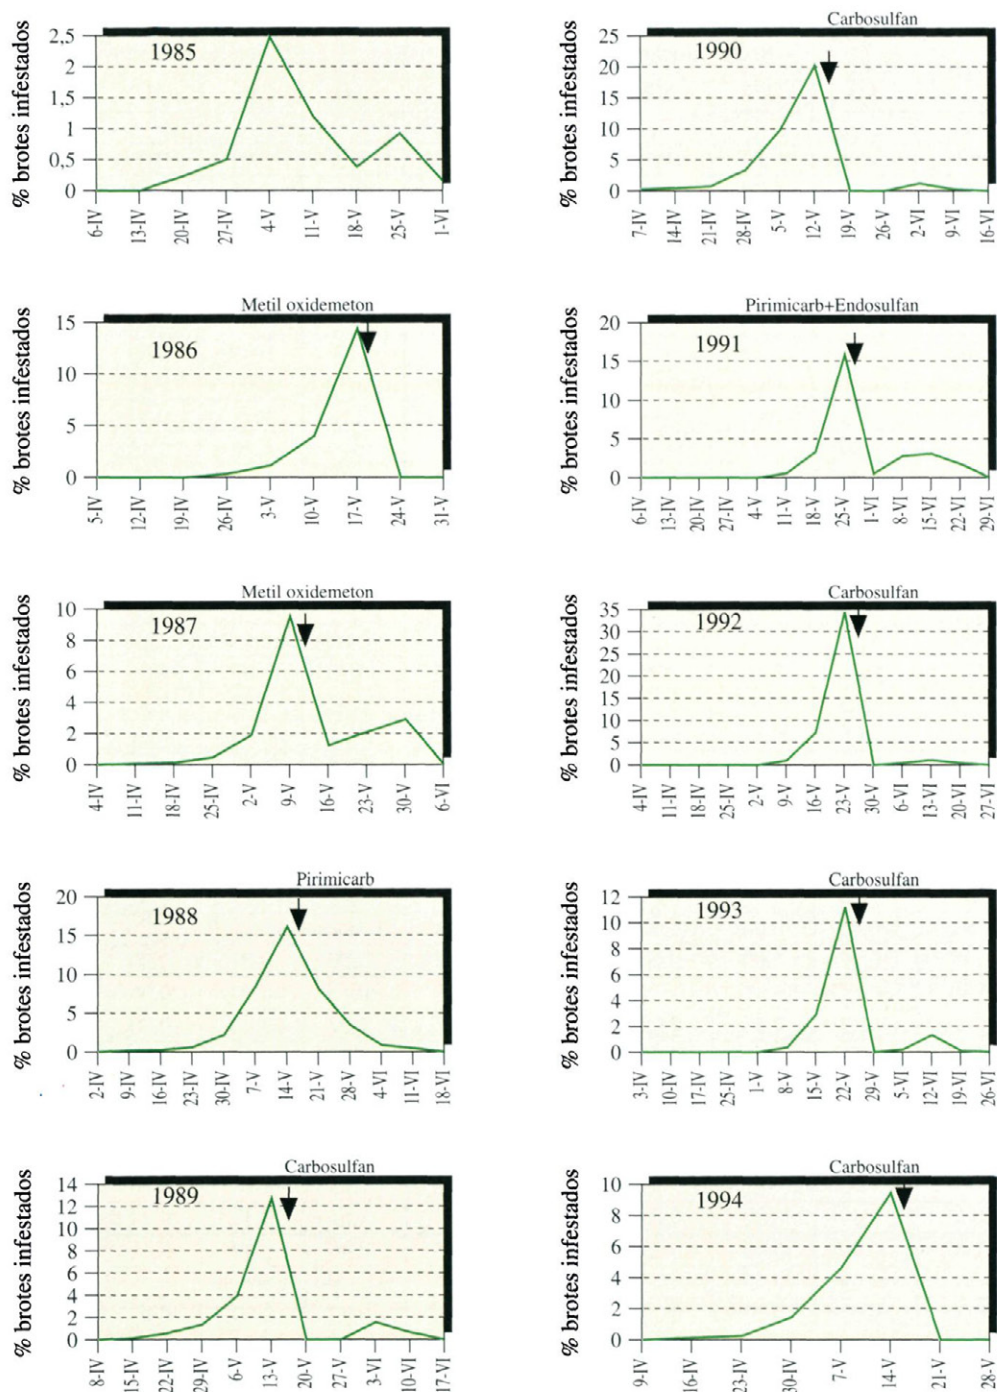 % brotes infestados
1985
2,5
2
1,5
1
0,5
0
6-IV 13-IV 20-IV 27-IV 4-V 11-V 18-V 25-V 1-VI
Carbosulfan
% brotes infestados
1990
25
20
15
10
5
0
7-IV 14-IV 21-IV 28-IV 5-V 12-V 19-V 26-V 2-VI 9-VI 16-VI
Metil oxidemeton
% brotes infestados
1986
15
10
5
0
5-IV 12-IV 19-IV 26-IV 3-V 10-V 17-V 24-V 31-V
Pirimicarb+Endosulfan
% brotes infestados
1991
20
15
10
5
0
6-IV 13-IV 20-IV 27-IV 4-V 11-V 18-V 25-V 1-VI 8-VI 15-VI 22-VI 29-VI
Metil oxidemeton
% brotes infestados
1987
10
8
6
4
2
0
4-IV 11-IV 18-IV 25-IV 2-V 9-V 16-V 23-V 30-V 6-VI
Carbosulfan
% brotes infestados
1992
35
30
25
20
15
10
5
0
4-IV 11-IV 18-IV 25-IV 2-V 9-V 16-V 23-V 30-V 6-VI 13-VI 20-VI 27-VI
Pirimicarb
% brotes infestados
1988
20
15
10
5
0
2-IV 9-IV 16-IV 23-IV 30-IV 7-V 14-V 21-V 28-V 4-VI 11-VI 18-VI
Carbosulfan
% brotes infestados
1993
12
10
8
6
4
2
0
3-IV 10-IV 17-IV 25-IV 1-V 8-V 15-V 22-V 29-V 5-VI 12-VI 19-VI 26-VI
Carbosulfan
% brotes infestados
1989
14
12
10
8
6
4
2
0
8-IV 15-IV 22-IV 29-IV 6-V 13-V 20-V 27-V 3-VI 10-VI 17-VI
Carbosulfan
% brotes infestados
1994
10
8
6
4
2
0
9-IV 16-IV 23-IV 30-IV 7-V 14-V 21-V 28-V